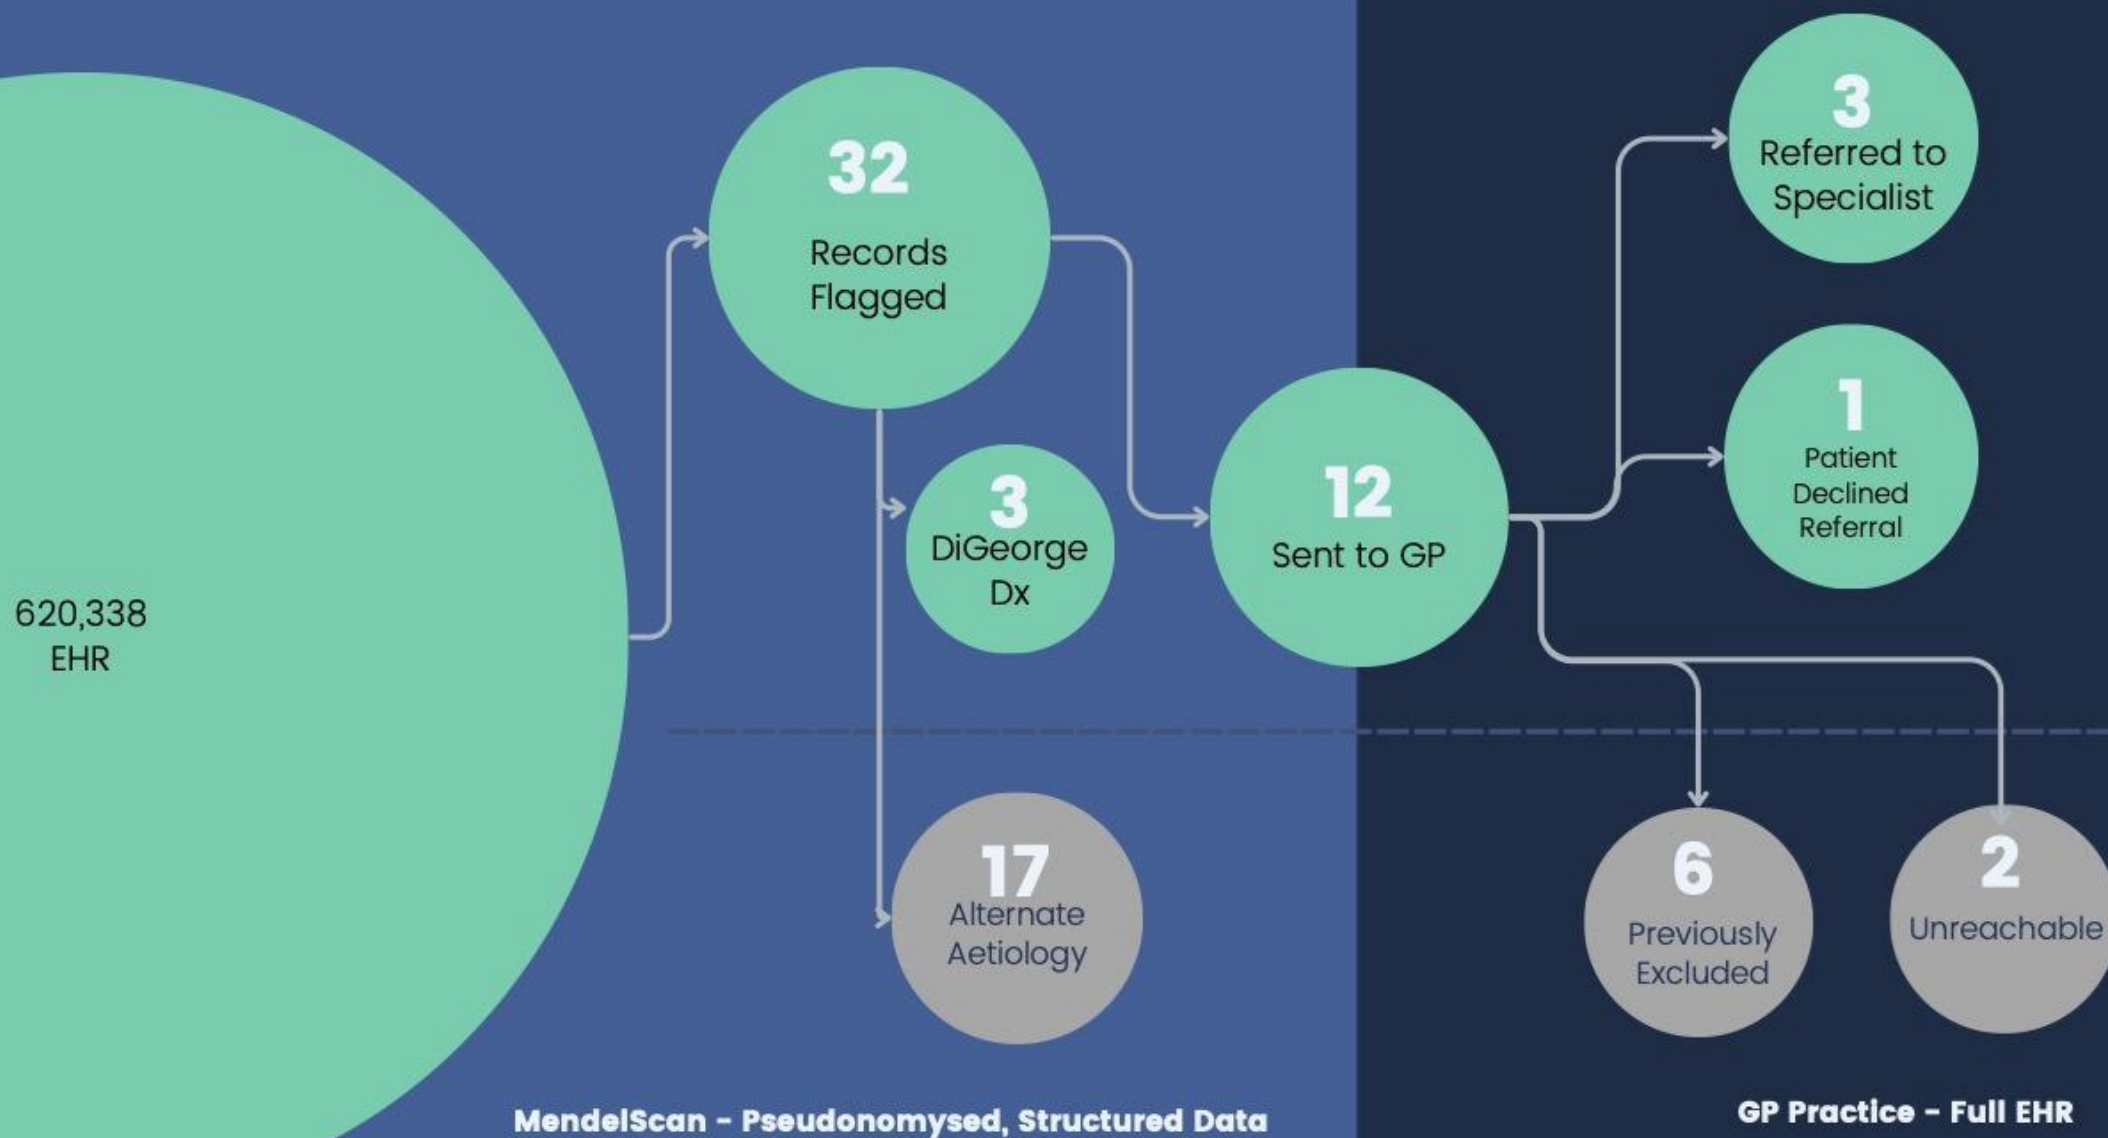 620,338
EHR
32
Records
Flagged
3
DiGeorge
Dx
17
Alternate
Aetiology
12
Sent to GP
3
Referred to
Specialist
1
Patient
Declined
Referral
6
Previously
Excluded
2
Unreachable
MendelScan - Pseudonomysed, Structured Data
GP Practice - Full EHR